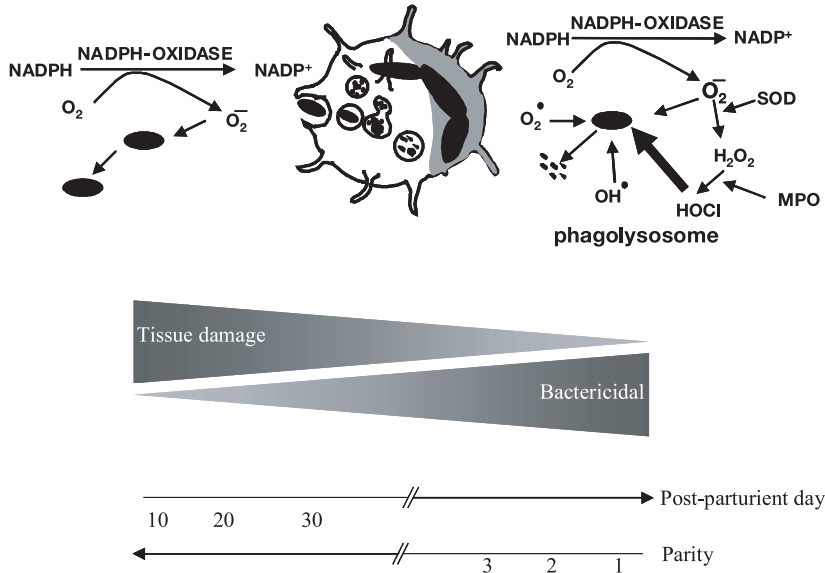 NADPH-OXIDASE
NADPH NADP+
O2 O2−
NADPH-OXIDASE
NADPH NADP+
O2 O2−
SOD
O2•
H2O2
OH•
HOCl MPO
phagolysosome
Tissue damage
Bactericidal
Post-parturient day
10 20 30
Parity
3 2 1